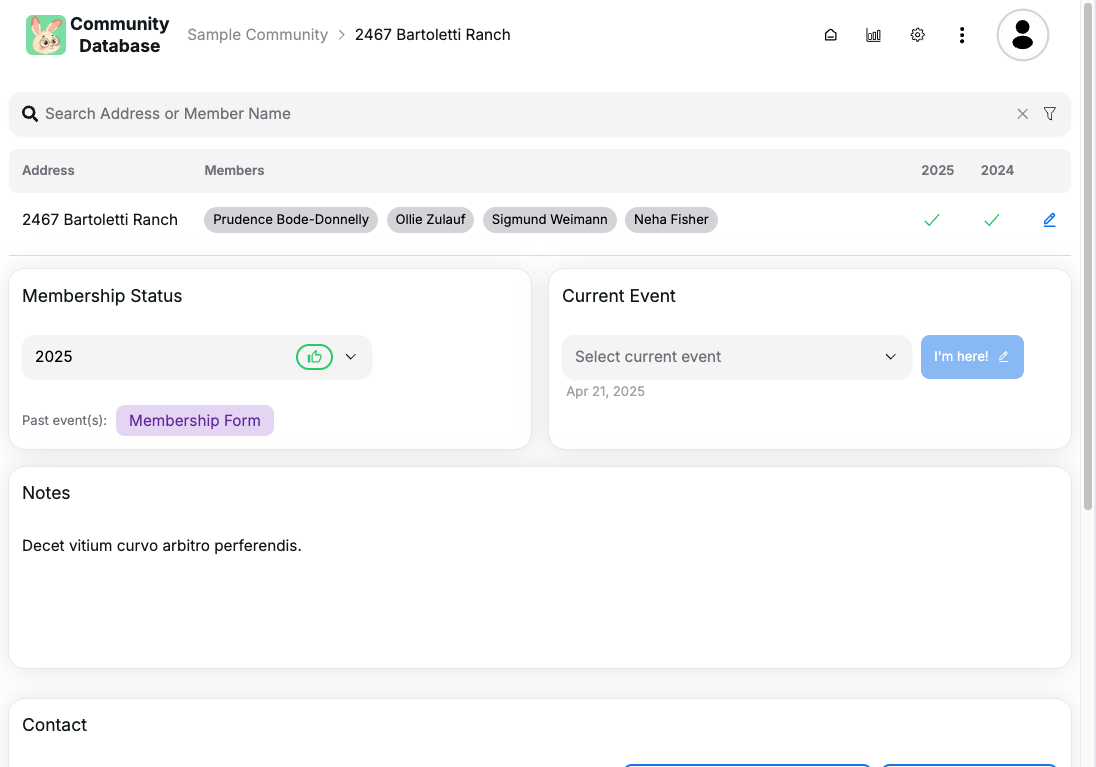 Community
Database
Sample Community > 2467 Bartoletti Ranch
Search Address or Member Name
Address Members 2025 2024
2467 Bartoletti Ranch Prudence Bode-Donnelly Ollie Zulauf Sigmund Weimann Neha Fisher
Membership Status
2025
Past event(s): Membership Form
Current Event
Select current event I'm here!
Apr 21, 2025
Notes
Decet vitium curvo arbitro perferendis.
Contact